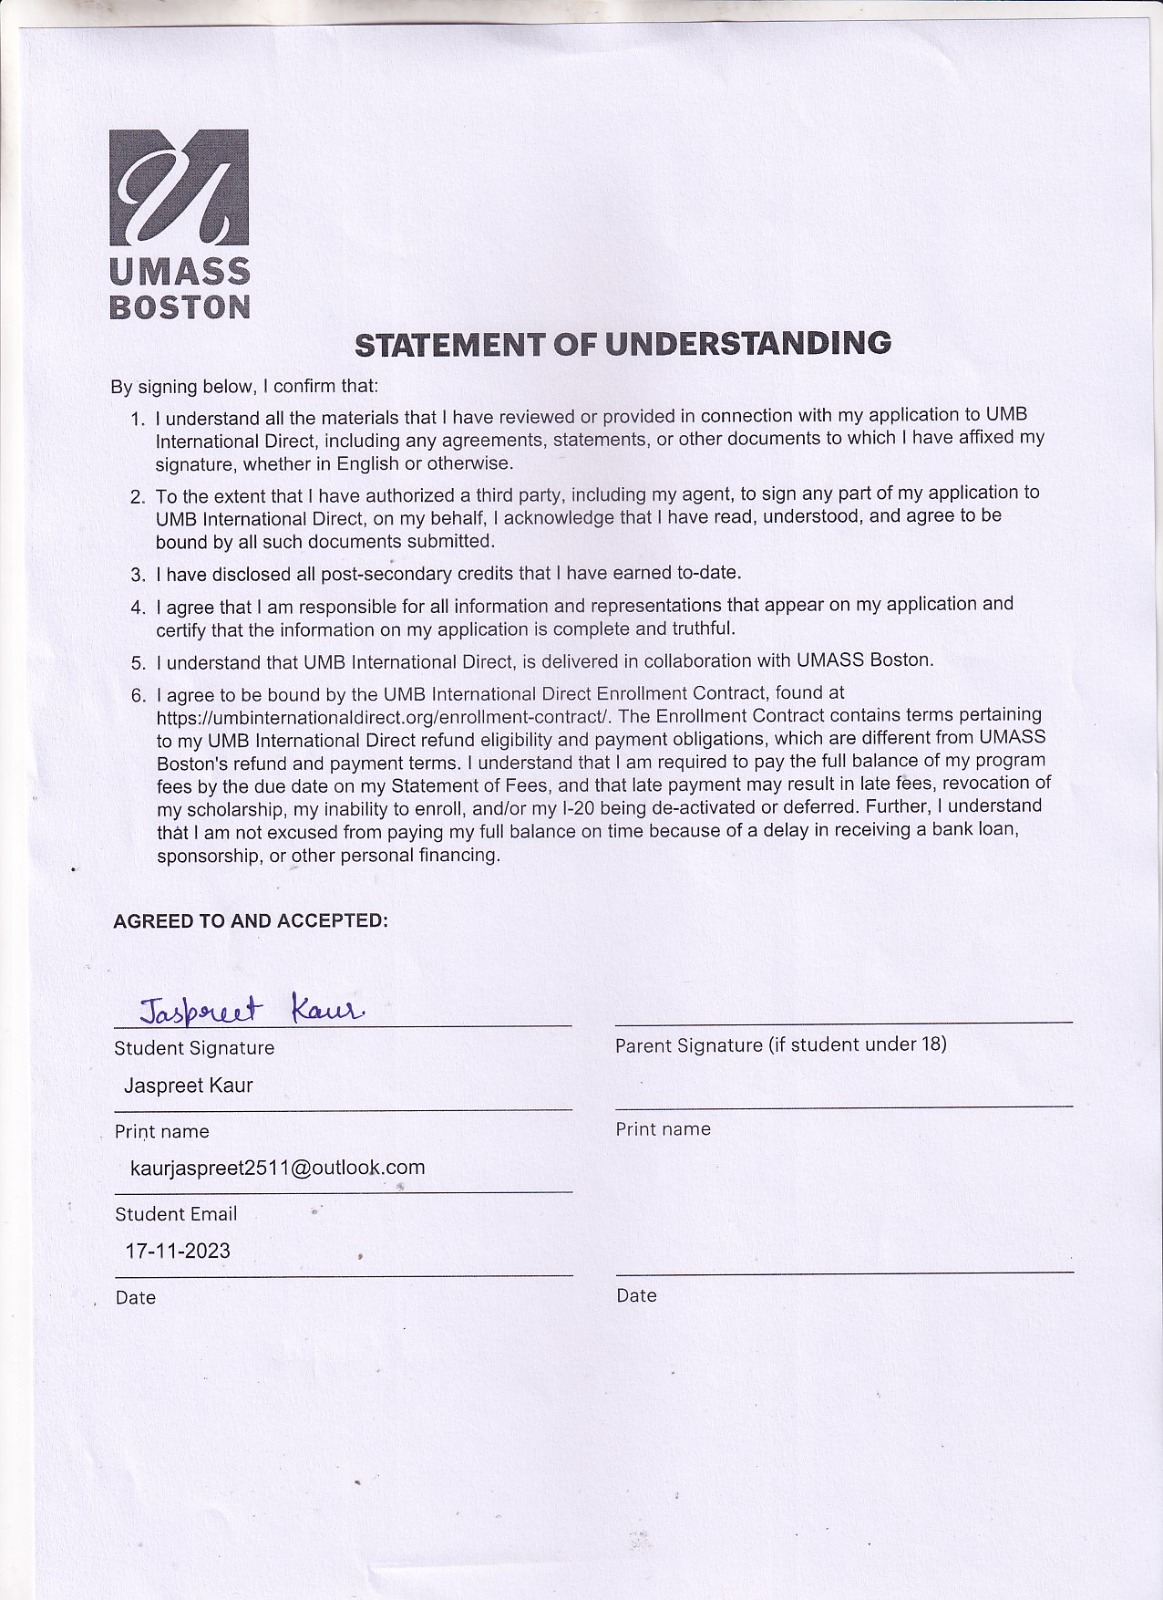 UMASS
BOSTON
STATEMENT OF UNDERSTANDING
By signing below, I confirm that:
1. I understand all the materials that I have reviewed or provided in connection with my application to UMB
International Direct, including any agreements, statements, or other documents to which I have affixed my
signature, whether in English or otherwise.
2. To the extent that I have authorized a third party, including my agent, to sign any part of my application to
UMB International Direct, on my behalf, I acknowledge that I have read, understood, and agree to be
bound by all such documents submitted.
3. I have disclosed all post-secondary credits that I have earned to-date.
4. I agree that I am responsible for all information and representations that appear on my application and
certify that the information on my application is complete and truthful.
5. I understand that UMB International Direct, is delivered in collaboration with UMASS Boston.
6. I agree to be bound by the UMB International Direct Enrollment Contract, found at
https://umbinternationaldirect.org/enrollment-contract/. The Enrollment Contract contains terms pertaining
to my UMB International Direct refund eligibility and payment obligations, which are different from UMASS
Boston's refund and payment terms. I understand that I am required to pay the full balance of my program
fees by the due date on my Statement of Fees, and that late payment may result in late fees, revocation of
my scholarship, my inability to enroll, and/or my I-20 being de-activated or deferred. Further, I understand
that I am not excused from paying my full balance on time because of a delay in receiving a bank loan,
sponsorship, or other personal financing.
AGREED TO AND ACCEPTED:
Jaspreet Kaur
Student Signature
Parent Signature (if student under 18)
Jaspreet Kaur
Print name
Print name
kaurjaspreet2511@outlook.com
Student Email
17-11-2023
Date
Date